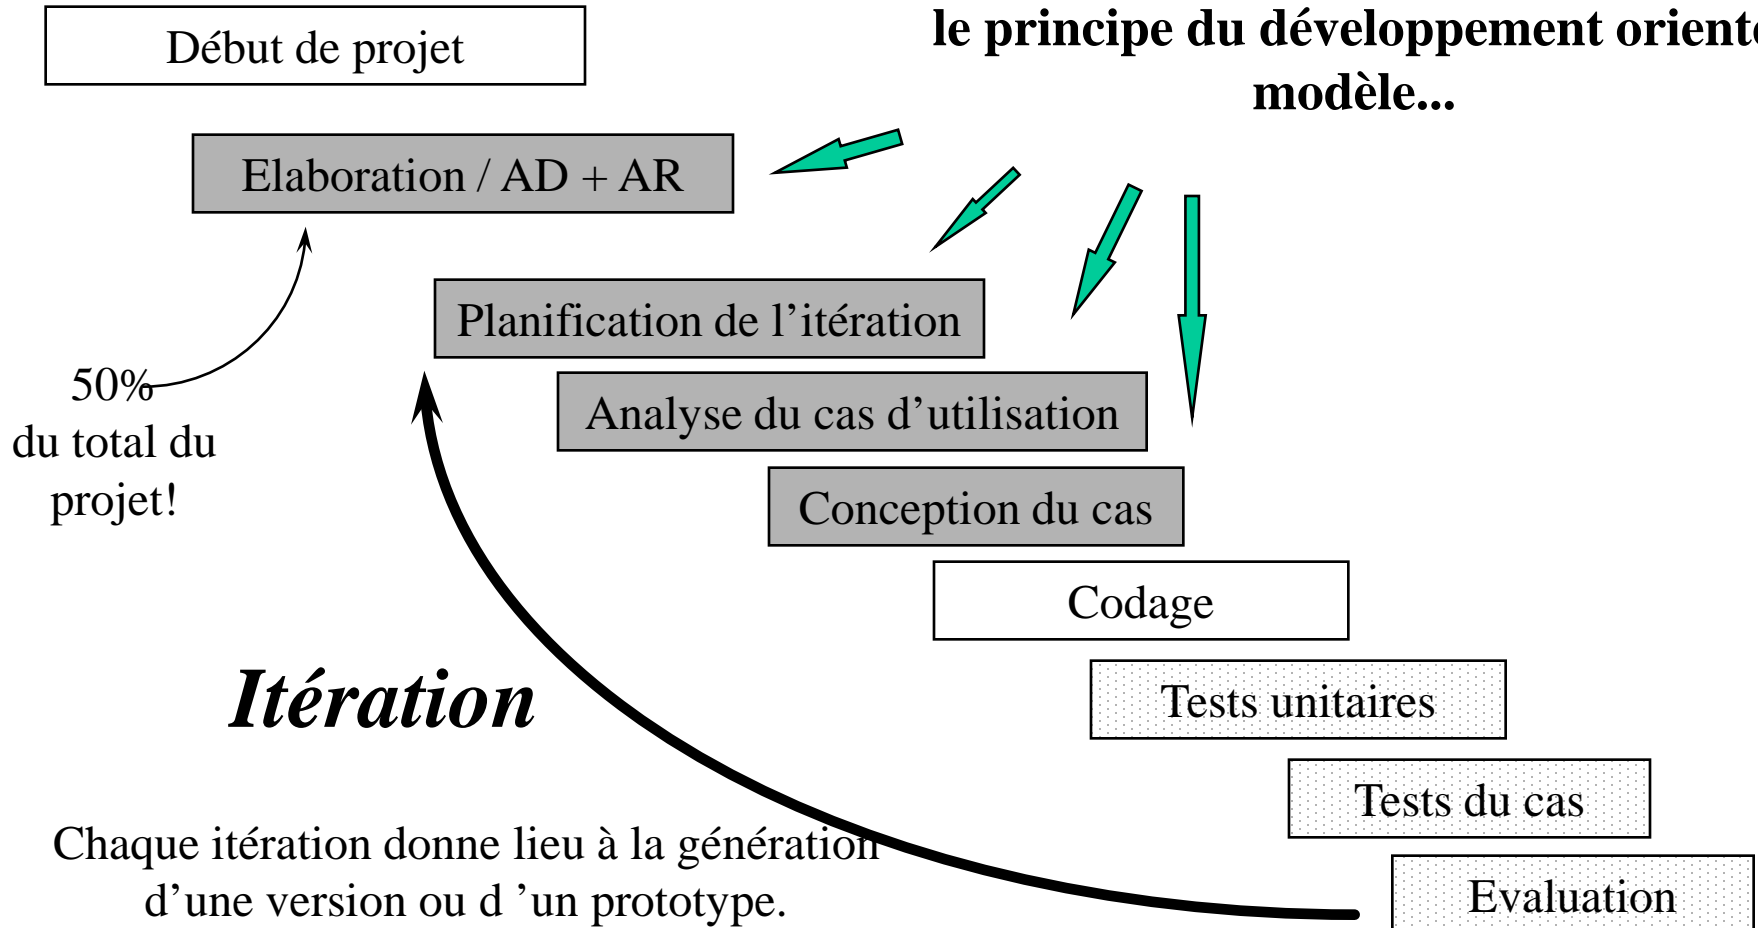 le principe du développement orienté
modèle...
Début de projet
Elaboration / AD + AR
Planification de l’itération
50%
du total du
projet!
Analyse du cas d’utilisation
Conception du cas
Codage
Itération
Tests unitaires
Tests du cas
Chaque itération donne lieu à la génération
d’une version ou d ’un prototype.
Evaluation